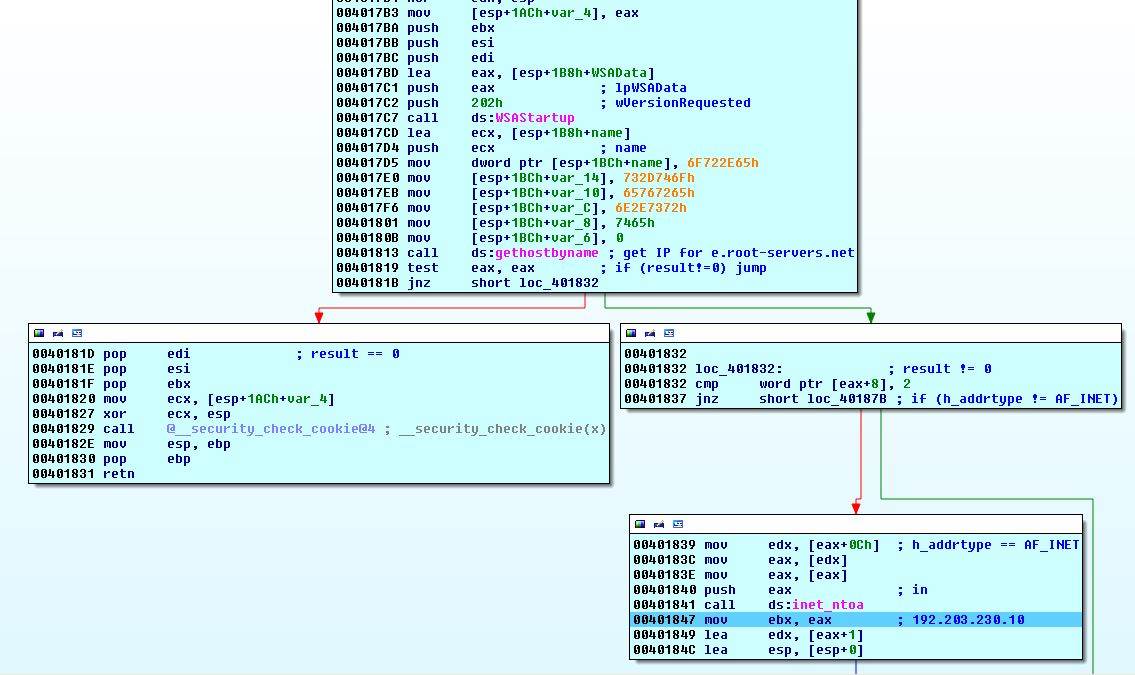 004017B3 mov [esp+1ACh+var_4], eax
004017BA push ebx
004017BB push esi
004017BC push edi
004017BD lea eax, [esp+1B8h+WSAData]
004017C1 push eax ; lpWSAData
004017C2 push 202h ; wVersionRequested
004017C7 call ds:WSAStartup
004017CD lea ecx, [esp+1B8h+name]
004017D4 push ecx ; name
004017D5 mov dword ptr [esp+1BCh+name], 6F722E65h
004017E0 mov [esp+1BCh+var_14], 732D746Fh
004017EB mov [esp+1BCh+var_10], 65767265h
004017F6 mov [esp+1BCh+var_C], 6E2E7372h
00401801 mov [esp+1BCh+var_8], 7465h
0040180B mov [esp+1BCh+var_6], 0
00401813 call ds:gethostbyname ; get IP for e.root-servers.net
00401819 test eax, eax ; if (result!=0) jump
0040181B jnz short loc_401832
0040181D pop edi ; result == 0
0040181E pop esi
0040181F pop ebx
00401820 mov ecx, [esp+1ACh+var_4]
00401827 xor ecx, esp
00401829 call @__security_check_cookie@4 ; __security_check_cookie(x)
0040182E mov esp, ebp
00401830 pop ebp
00401831 retn
00401832
00401832 loc_401832: ; result != 0
00401832 cmp word ptr [eax+8], 2
00401837 jnz short loc_40187B ; if (h_addrtype != AF_INET)
00401839 mov edx, [eax+0Ch] ; h_addrtype == AF_INET
0040183C mov eax, [edx]
0040183E mov eax, [eax]
00401840 push eax ; in
00401841 call ds:inet_ntoa
00401847 mov ebx, eax ; 192.203.230.10
00401849 lea edx, [eax+1]
0040184C lea esp, [esp+0]